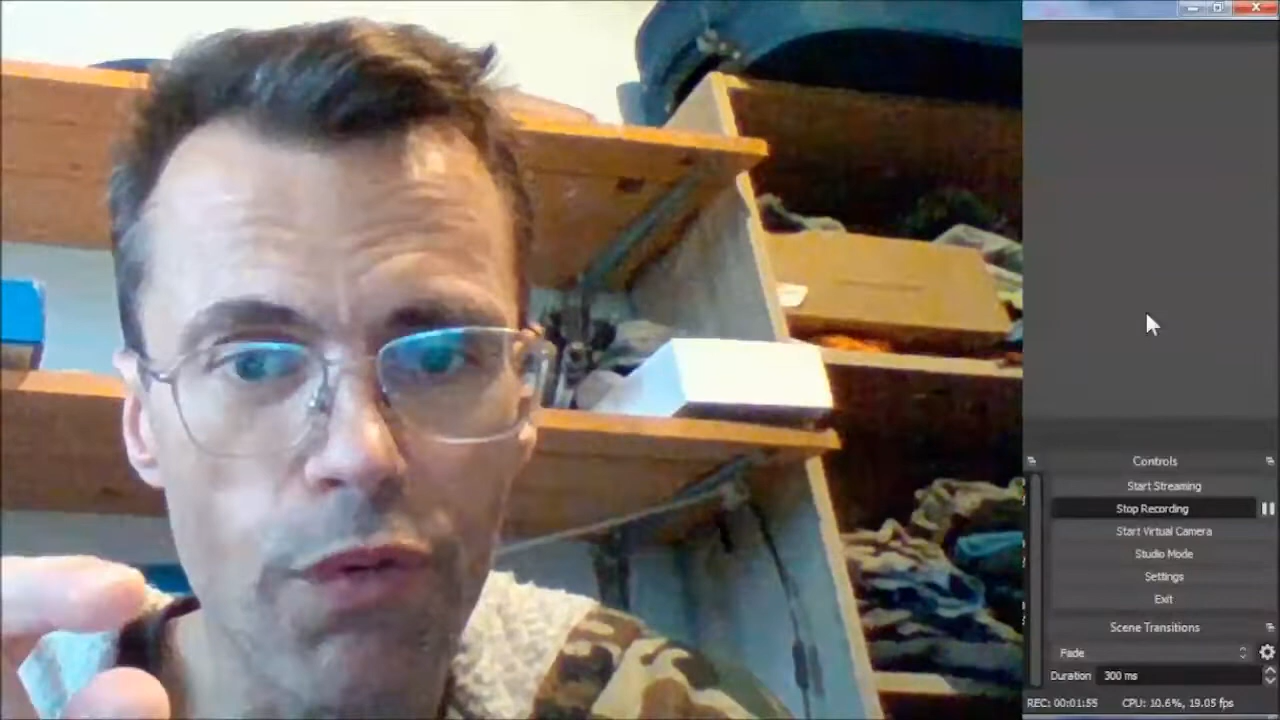 Controls
Start Streaming
Stop Recording
Start Virtual Camera
Studio Mode
Settings
Exit
Scene Transitions
Fade
Duration 300 ms
REC: 00:01:55 CPU: 10.6%, 19.05 fps